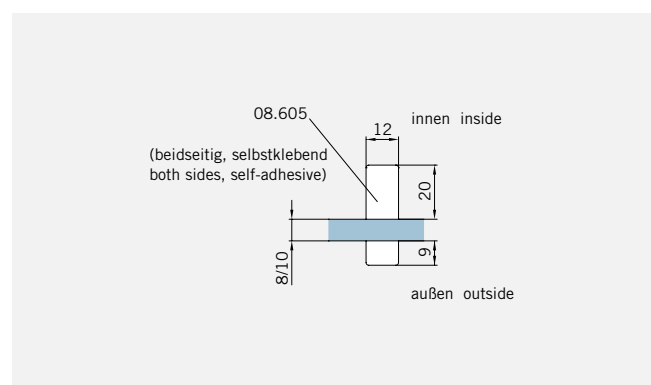 08.605
12
innen inside
(beidseitig, selbstklebend
both sides, self-adhesive)
20
8/10
9
außen outside